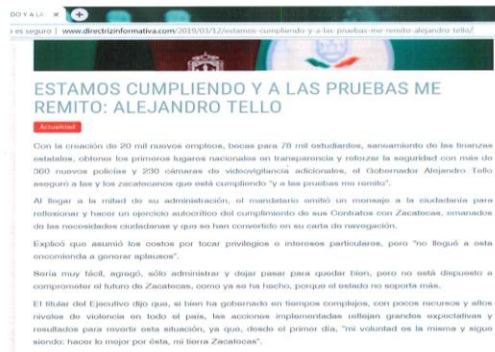 DO Y A LA
es seguro | www.directrizinformativa.com/2019/03/12/estamos-cumpliendo-y-a-las-pruebas-me-remito-alejandro-tello/
ESTAMOS CUMPLIENDO Y A LAS PRUEBAS ME
REMITO: ALEJANDRO TELLO
Actualidad
Con la creación de 20 mil nuevos empleos, becas para 78 mil estudiantes, saneamiento de las finanzas
estatales, obtener los primeros lugares nacionales en transparencia y reforzar la seguridad con más de
360 nuevos policías y 230 cámaras de videovigilancia adicionales, el Gobernador Alejandro Tello
aseguró a las y los zacatecanos que está cumpliendo "y a las pruebas me remito".
Al llegar a la mitad de su administración, el mandatario emitió un mensaje a la ciudadanía para
reflexionar y hacer un ejercicio autocrítico del cumplimiento de sus Contratos con Zacatecas, emanados
de las necesidades ciudadanas y que se han convertido en su carta de navegación.
Explicó que asumió los costos por tocar privilegios e intereses particulares, pero "no llegué a esta
encomienda a generar aplausos".
Sería muy fácil, agregó, sólo administrar y dejar pasar para quedar bien, pero no está dispuesto a
comprometer el futuro de Zacatecas, como ya se ha hecho, porque el estado no soporta más.
El titular del Ejecutivo dijo que, si bien ha gobernado en tiempos complejos, con pocos recursos y altos
niveles de violencia en todo el país, las acciones implementadas reflejan grandes expectativas y
resultados para revertir esta situación, ya que, desde el primer día, "mi voluntad es la misma y sigue
siendo: hacer lo mejor por ésta, mi tierra Zacatecas".